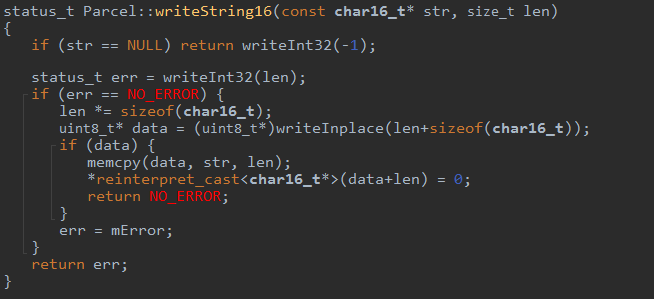 status_t Parcel::writeString16(const char16_t* str, size_t len)
{
    if (str == NULL) return writeInt32(-1);

    status_t err = writeInt32(len);
    if (err == NO_ERROR) {
        len *= sizeof(char16_t);
        uint8_t* data = (uint8_t*)writeInplace(len+sizeof(char16_t));
        if (data) {
            memcpy(data, str, len);
            *reinterpret_cast<char16_t*>(data+len) = 0;
            return NO_ERROR;
        }
        err = mError;
    }
    return err;
}